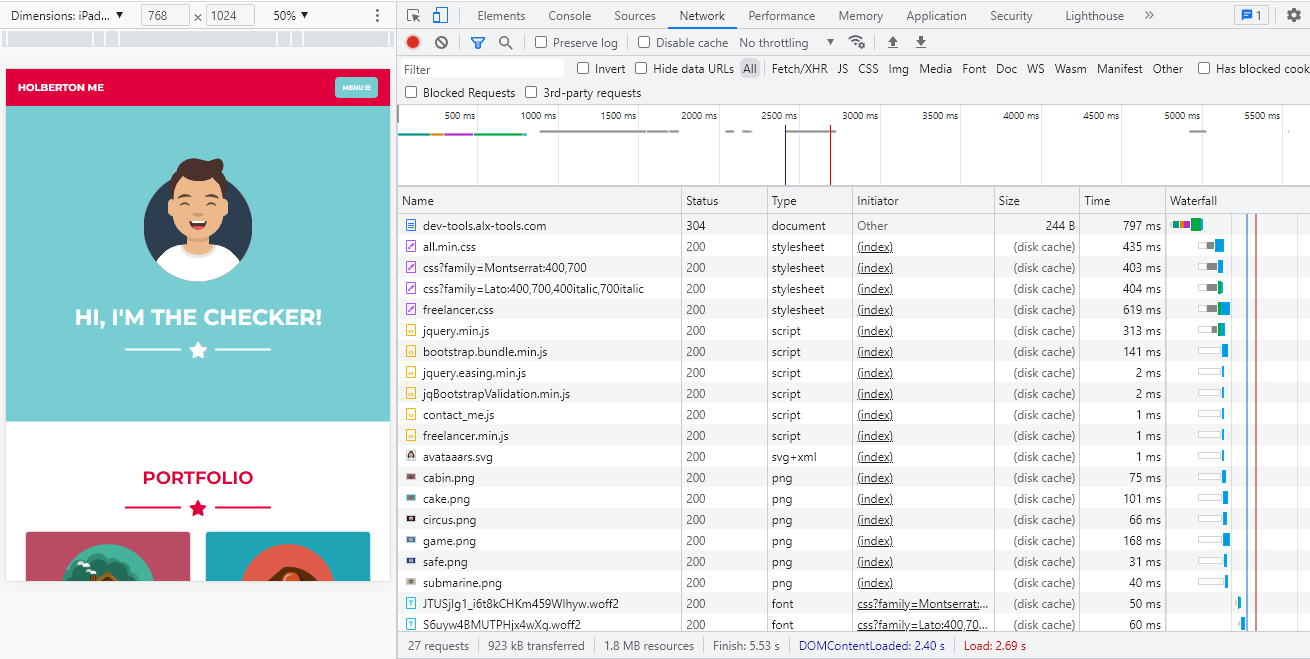 Dimensions: iPad... ▼ 768 × 1024 50% ▼
Elements Console Sources Network Performance Memory Application Security Lighthouse » 1
Preserve log Disable cache No throttling ▼
Filter Invert Hide data URLs All Fetch/XHR JS CSS Img Media Font Doc WS Wasm Manifest Other Has blocked cook
Blocked Requests 3rd-party requests
500 ms 1000 ms 1500 ms 2000 ms 2500 ms 3000 ms 3500 ms 4000 ms 4500 ms 5000 ms 5500 ms
HOLBERTON ME
MENU
HI, I'M THE CHECKER!
PORTFOLIO
Name Status Type Initiator Size Time Waterfall
dev-tools.alx-tools.com 304 document Other 244 B 797 ms
all.min.css 200 stylesheet (index) (disk cache) 435 ms
css?family=Montserrat:400,700 200 stylesheet (index) (disk cache) 403 ms
css?family=Lato:400,700,400italic,700italic 200 stylesheet (index) (disk cache) 404 ms
freelancer.css 200 stylesheet (index) (disk cache) 619 ms
jquery.min.js 200 script (index) (disk cache) 313 ms
bootstrap.bundle.min.js 200 script (index) (disk cache) 141 ms
jquery.easing.min.js 200 script (index) (disk cache) 2 ms
jqBootstrapValidation.min.js 200 script (index) (disk cache) 2 ms
contact_me.js 200 script (index) (disk cache) 1 ms
freelancer.min.js 200 script (index) (disk cache) 1 ms
avataaars.svg 200 svg+xml (index) (disk cache) 1 ms
cabin.png 200 png (index) (disk cache) 75 ms
cake.png 200 png (index) (disk cache) 101 ms
circus.png 200 png (index) (disk cache) 66 ms
game.png 200 png (index) (disk cache) 168 ms
safe.png 200 png (index) (disk cache) 31 ms
submarine.png 200 png (index) (disk cache) 40 ms
JTUSjIg1_i6t8kCHKm459Wlhyw.woff2 200 font css?family=Montserrat:... (disk cache) 50 ms
S6uyw4BMUTPHjx4wXg.woff2 200 font css?family=Lato:400,70... (disk cache) 60 ms
27 requests 923 kB transferred 1.8 MB resources Finish: 5.53 s DOMContentLoaded: 2.40 s Load: 2.69 s